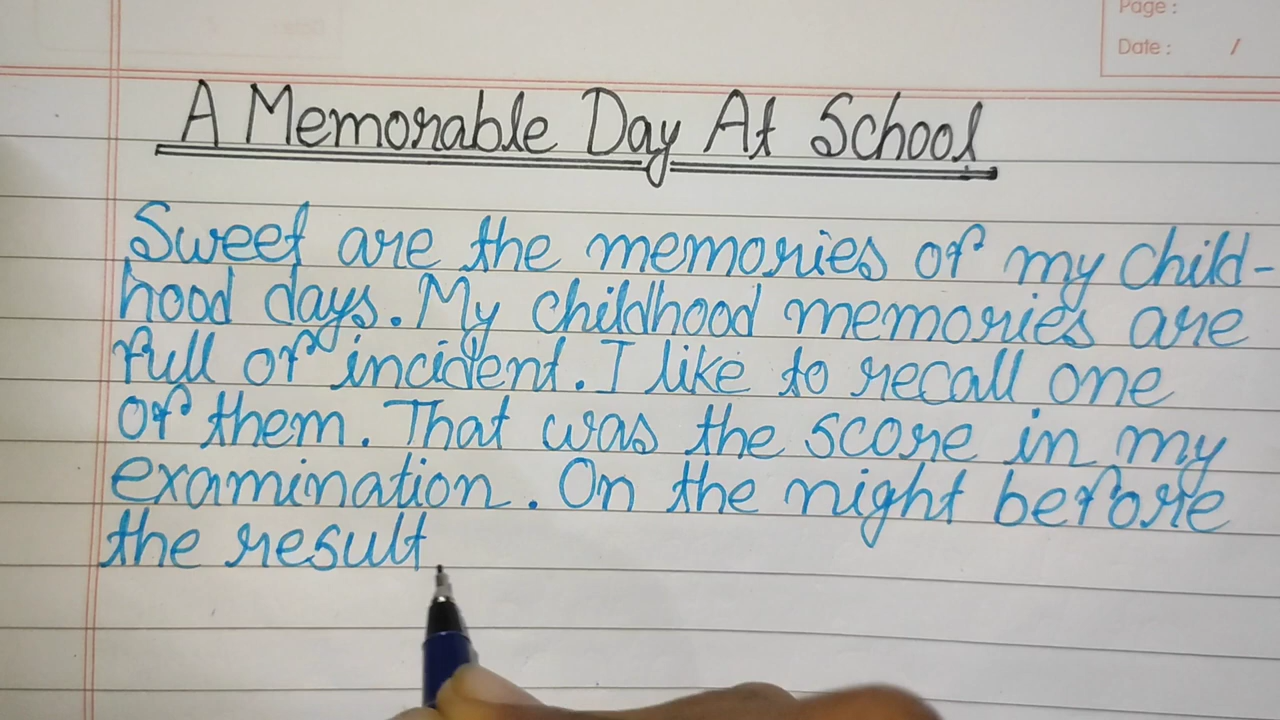 Page :
Date : /
A Memorable Day At School
Sweet are the memories of my child-
hood days. My childhood memories are
full of incident. I like to recall one
of them. That was the score in my
examination. On the night before
the result